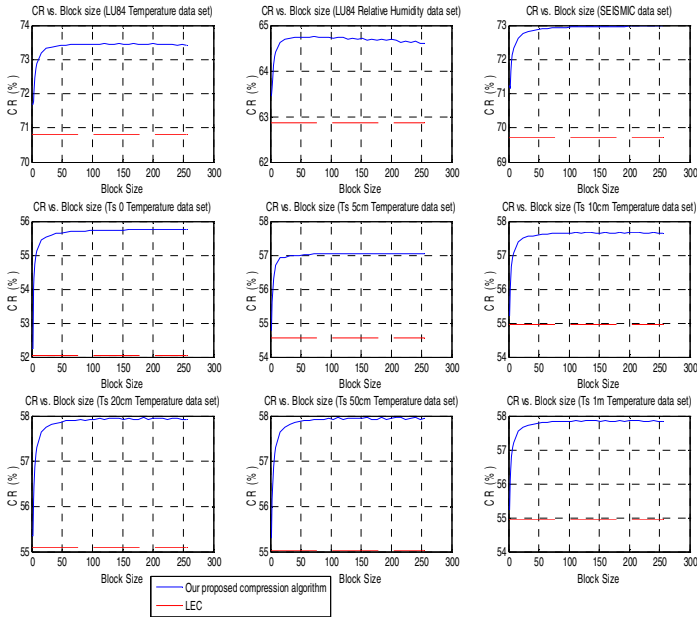 CR vs. Block size (LU84 Temperature data set)
CR vs. Block size (LU84 Relative Humidity data set)
CR vs. Block size (SEISMIC data set)
74
73
72
71
70
0 50 100 150 200 250 300
CR (%)
Block Size
65
64
63
62
0 50 100 150 200 250 300
CR (%)
Block Size
73
72
71
70
69
0 50 100 150 200 250 300
CR (%)
Block Size
CR vs. Block size (Ts 0 Temperature data set)
CR vs. Block size (Ts 5cm Temperature data set)
CR vs. Block size (Ts 10cm Temperature data set)
56
55
54
53
52
0 50 100 150 200 250 300
CR (%)
Block Size
58
57
56
55
54
0 50 100 150 200 250 300
CR (%)
Block Size
58
57
56
55
54
0 50 100 150 200 250 300
CR (%)
Block Size
CR vs. Block size (Ts 20cm Temperature data set)
CR vs. Block size (Ts 50cm Temperature data set)
CR vs. Block size (Ts 1m Temperature data set)
58
57
56
55
0 50 100 150 200 250 300
CR (%)
Block Size
58
57
56
55
0 50 100 150 200 250 300
CR (%)
Block Size
58
57
56
55
54
0 50 100 150 200 250 300
CR (%)
Block Size
Our proposed compression algorithm
LEC